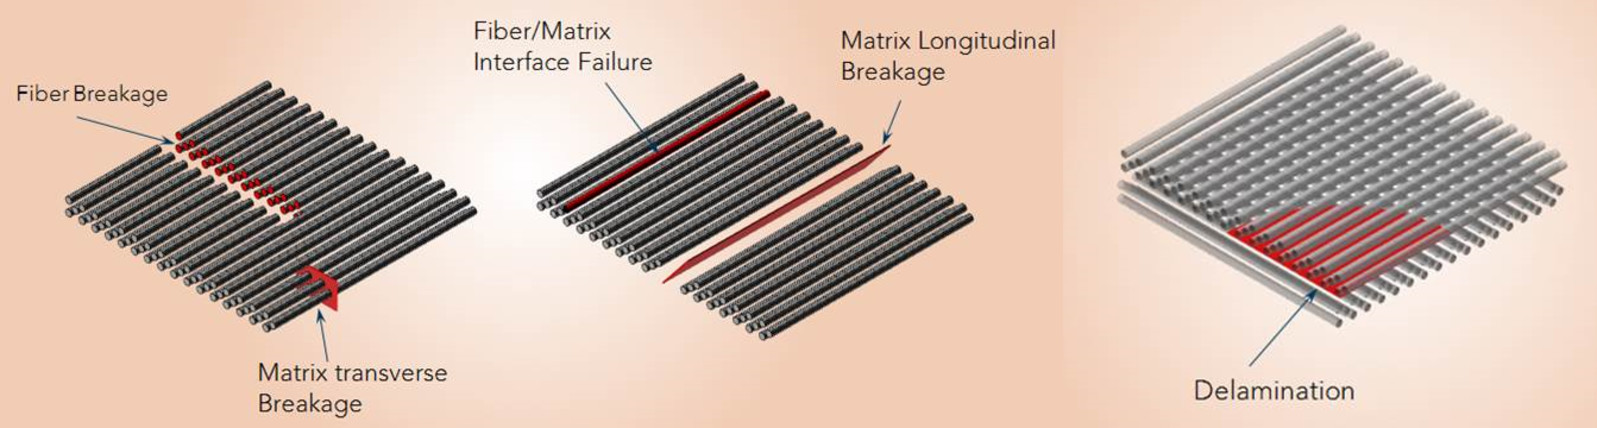 Fiber Breakage
Matrix transverse
Breakage
Fiber/Matrix
Interface Failure
Matrix Longitudinal
Breakage
Delamination